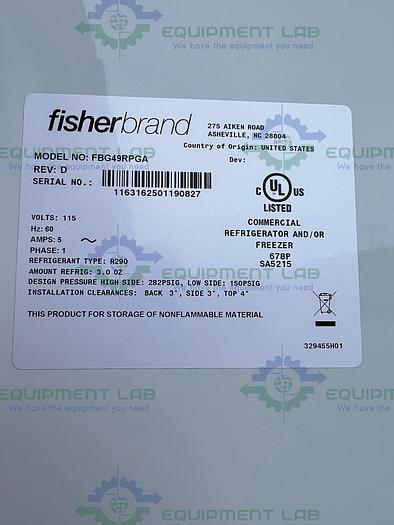 EQUIPMENT LAB
We have the equipment you need
fisherbrand
275 AIKEN ROAD
ASHEVILLE, NC 28804
Country of Origin: UNITED STATES
MODEL NO: FBG49RPGA
Dev:
REV: D
SERIAL NO.:
1163162501190827
C UL US
LISTED
COMMERCIAL
REFRIGERATOR AND/OR
FREEZER
678P
SA5215
VOLTS: 115
Hz: 60
AMPS: 5 ~
PHASE: 1
REFRIGERANT TYPE: R290
AMOUNT REFRIG: 3.0 OZ
DESIGN PRESSURE HIGH SIDE: 282PSIG, LOW SIDE: 150PSIG
INSTALLATION CLEARANCES: BACK 3", SIDE 3", TOP 4"
THIS PRODUCT FOR STORAGE OF NONFLAMMABLE MATERIAL
329455H01
EQUIPMENT LAB
We have the equipment you need
EQUIPMENT LAB
We have the equipment you need